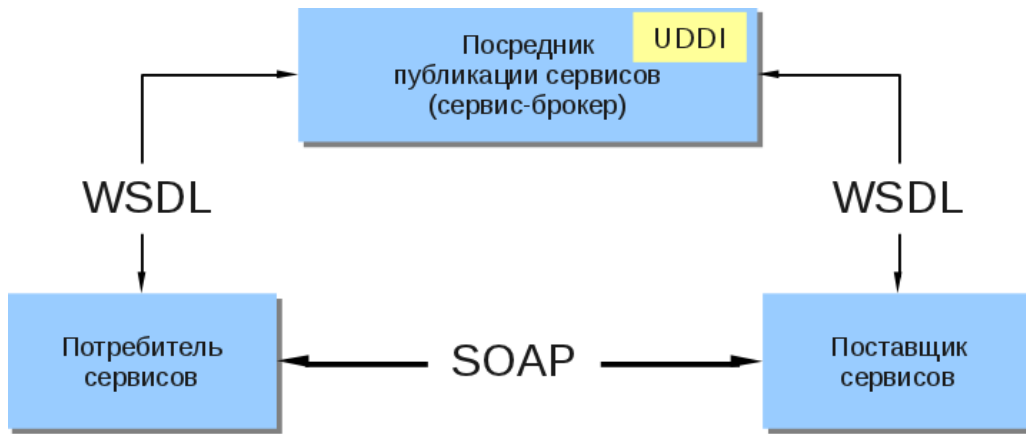 UDDI
Посредник
публикации сервисов
(сервис-брокер)
WSDL
WSDL
Потребитель
сервисов
SOAP
Поставщик
сервисов